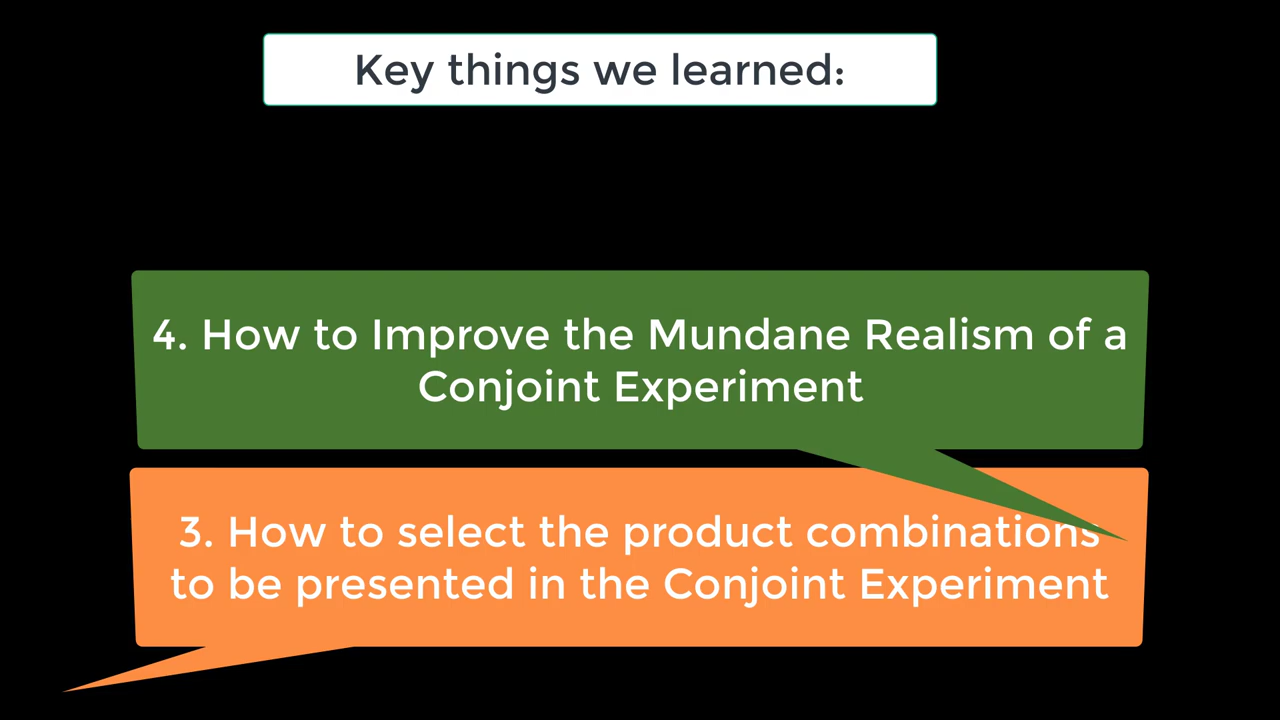 Key things we learned:
4. How to Improve the Mundane Realism of a
Conjoint Experiment
3. How to select the product combinations
to be presented in the Conjoint Experiment